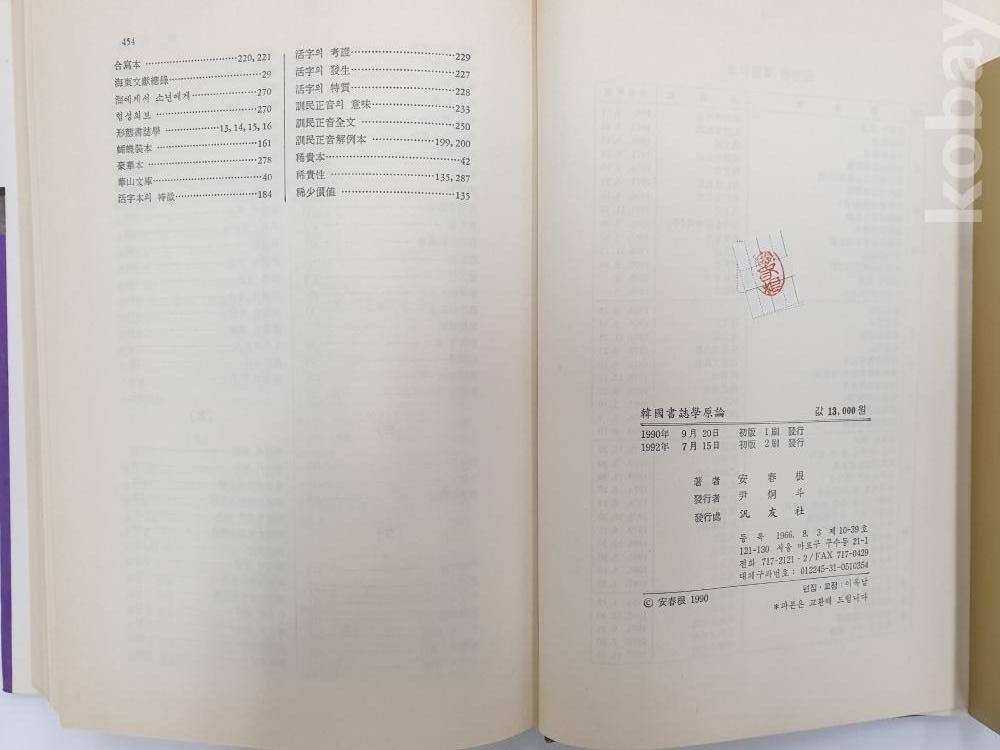 454
合寫本 ……………… 220, 221
海東文獻總錄……………… 29
海에게서 소년에게……………… 270
혈성회보 ……………… 270
形態書誌學 ……………… 13, 14, 15, 16
蝴蝶裝本 ……………… 161
豪華本 ……………… 278
華山文庫……………… 40
活字本의 特徵……………… 184
活字의 考證……………… 229
活字의 發生……………… 227
活字의 特質……………… 228
訓民正音의 意味……………… 233
訓民正音全文 ……………… 250
訓民正音解例本 ……………… 199, 200
稀貴本……………… 42
稀貴性 ……………… 135, 287
稀少價値 ……………… 135
韓國書誌學原論 값 13,000원
1990年 9月 20日 初版 1刷 發行
1992年 7月 15日 初版 2刷 發行
著者 安春根
發行者 尹炯斗
發行處 汎友社
등록 1966. 8. 3 제10-39호
121-130 서울 마포구 구수동 21-1
전화 717-2121·2/FAX 717-0429
대체구좌번호: 012245-31-0510354
편집·교정:이육남
ⓒ 安春根 1990
*파본은 교환해 드립니다
kobay